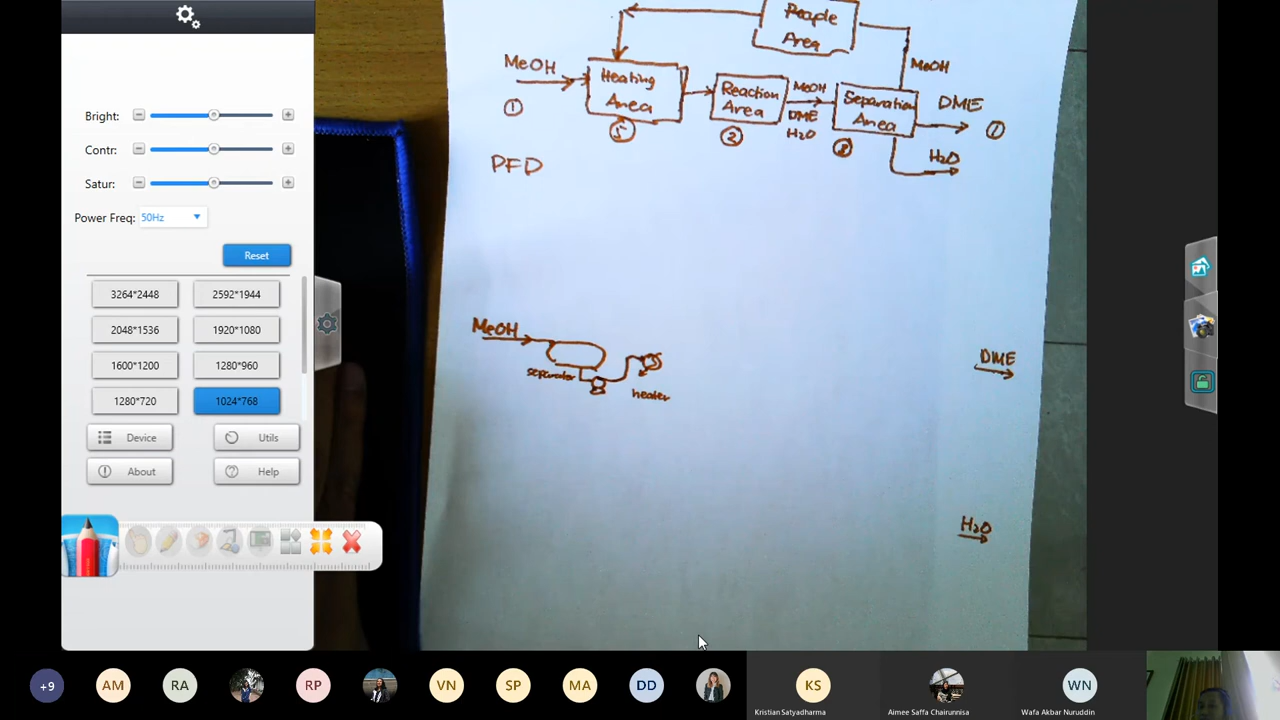 Bright:
Contr:
Satur:
Power Freq: 50Hz
Reset
3264*2448
2592*1944
2048*1536
1920*1080
1600*1200
1280*960
1280*720
1024*768
Device
Utils
About
Help
People
Area
MeOH
MeOH
Heating
Area
Reaction
Area
MeOH
DME
H2O
Separation
Area
DME
H2O
1
5
2
3
1
PFD
MeOH
separator
heater
DME
H2O
+9
AM
RA
RP
VN
SP
MA
DD
KS
WN
Kristian Satyadharma
Aimee Saffa Chairunnisa
Wafa Akbar Nuruddin